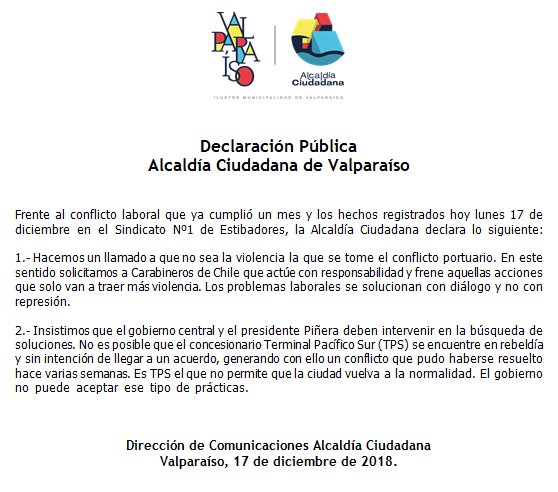 VALPARAÍSO
Alcaldía
Ciudadana
ILUSTRE MUNICIPALIDAD DE VALPARAÍSO
Declaración Pública
Alcaldía Ciudadana de Valparaíso
Frente al conflicto laboral que ya cumplió un mes y los hechos registrados hoy lunes 17 de
diciembre en el Sindicato Nº1 de Estibadores, la Alcaldía Ciudadana declara lo siguiente:
1.- Hacemos un llamado a que no sea la violencia la que se tome el conflicto portuario. En este
sentido solicitamos a Carabineros de Chile que actúe con responsabilidad y frene aquellas acciones
que solo van a traer más violencia. Los problemas laborales se solucionan con diálogo y no con
represión.
2.- Insistimos que el gobierno central y el presidente Piñera deben intervenir en la búsqueda de
soluciones. No es posible que el concesionario Terminal Pacífico Sur (TPS) se encuentre en rebeldía
y sin intención de llegar a un acuerdo, generando con ello un conflicto que pudo haberse resuelto
hace varias semanas. Es TPS el que no permite que la ciudad vuelva a la normalidad. El gobierno
no puede aceptar ese tipo de prácticas.
Dirección de Comunicaciones Alcaldía Ciudadana
Valparaíso, 17 de diciembre de 2018.